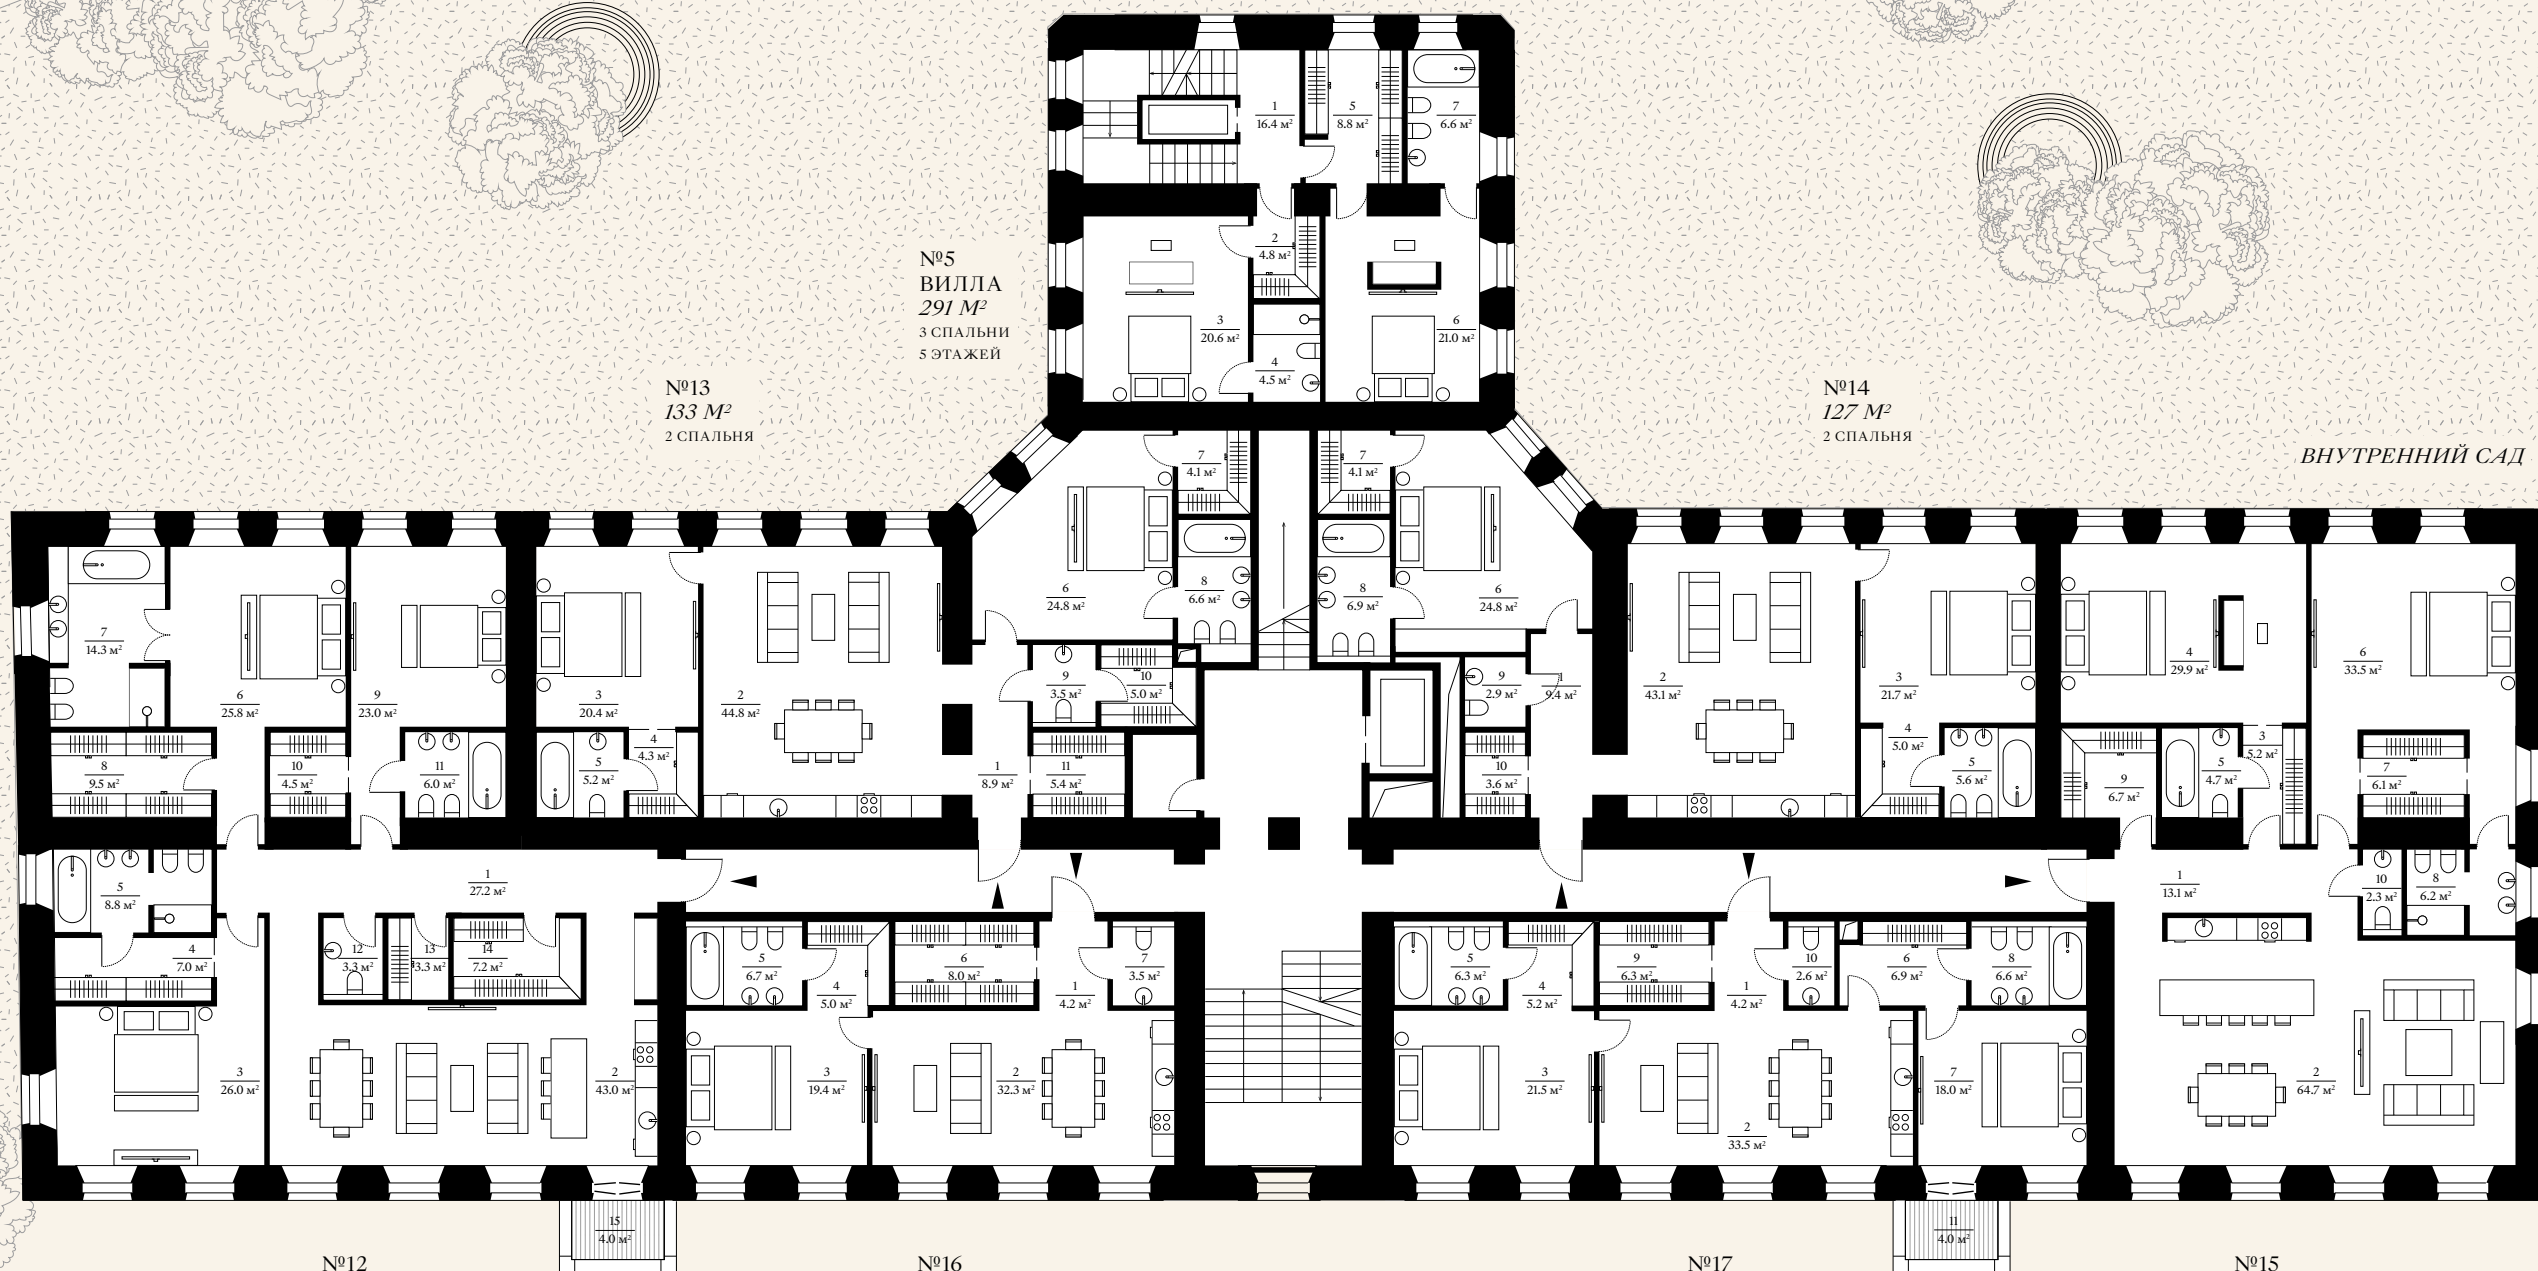 1
16.4 м²
5
8.8 м²
7
6.6 м²
№5
ВИЛЛА
291 М²
3 СПАЛЬНИ
5 ЭТАЖЕЙ
2
4.8 м²
3
20.6 м²
4
4.5 м²
6
21.0 м²
№13
133 М²
2 СПАЛЬНЯ
№14
127 М²
2 СПАЛЬНЯ
ВНУТРЕННИЙ САД
7
14.3 м²
6
25.8 м²
9
23.0 м²
8
9.5 м²
10
4.5 м²
11
6.0 м²
3
20.4 м²
2
44.8 м²
5
5.2 м²
4
4.3 м²
7
4.1 м²
6
24.8 м²
8
6.6 м²
9
3.5 м²
10
5.0 м²
1
8.9 м²
11
5.4 м²
7
4.1 м²
8
6.9 м²
6
24.8 м²
9
2.9 м²
1
9.4 м²
10
3.6 м²
2
43.1 м²
3
21.7 м²
4
5.0 м²
5
5.6 м²
4
29.9 м²
6
33.5 м²
9
6.7 м²
5
4.7 м²
3
5.2 м²
7
6.1 м²
5
8.8 м²
1
27.2 м²
4
7.0 м²
12
3.3 м²
13
3.3 м²
14
7.2 м²
3
26.0 м²
2
43.0 м²
5
6.7 м²
4
5.0 м²
6
8.0 м²
1
4.2 м²
7
3.5 м²
3
19.4 м²
2
32.3 м²
5
6.3 м²
4
5.2 м²
9
6.3 м²
1
4.2 м²
10
2.6 м²
6
6.9 м²
8
6.6 м²
3
21.5 м²
2
33.5 м²
7
18.0 м²
1
13.1 м²
10
2.3 м²
8
6.2 м²
2
64.7 м²
15
4.0 м²
11
4.0 м²
№12
№16
№17
№15